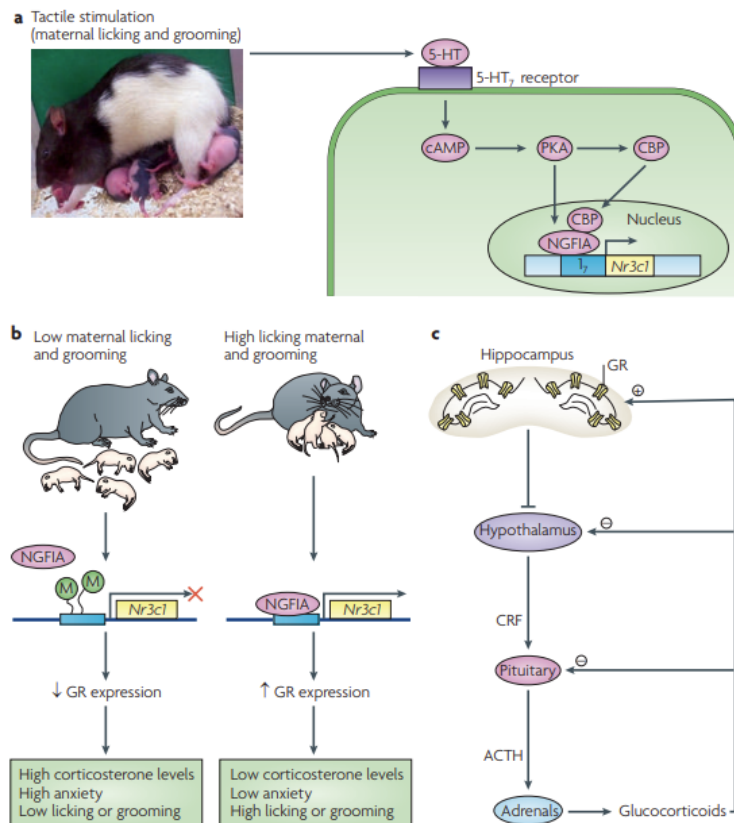 a Tactile stimulation
(maternal licking and grooming)
5-HT
5-HT₇ receptor
cAMP
PKA
CBP
CBP
Nucleus
NGFIA
1₇
Nr3c1
b
Low maternal licking
and grooming
High licking maternal
and grooming
NGFIA
M
M
Nr3c1
NGFIA
Nr3c1
↓ GR expression
↑ GR expression
High corticosterone levels
High anxiety
Low licking or grooming
Low corticosterone levels
Low anxiety
High licking or grooming
c
Hippocampus
GR
⊕
Hypothalamus
⊖
CRF
Pituitary
⊖
ACTH
Adrenals
Glucocorticoids